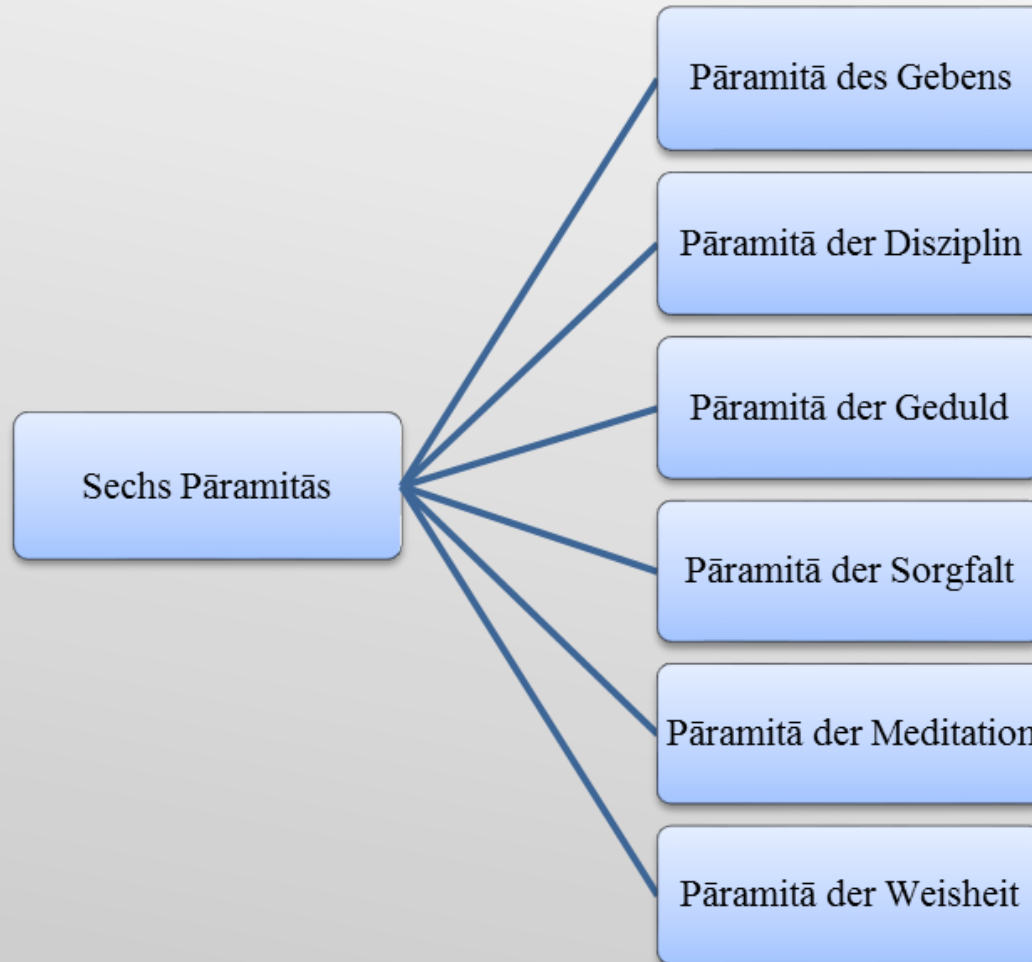 Pāramitā des Gebens
Pāramitā der Disziplin
Pāramitā der Geduld
Sechs Pāramitās
Pāramitā der Sorgfalt
Pāramitā der Meditation
Pāramitā der Weisheit